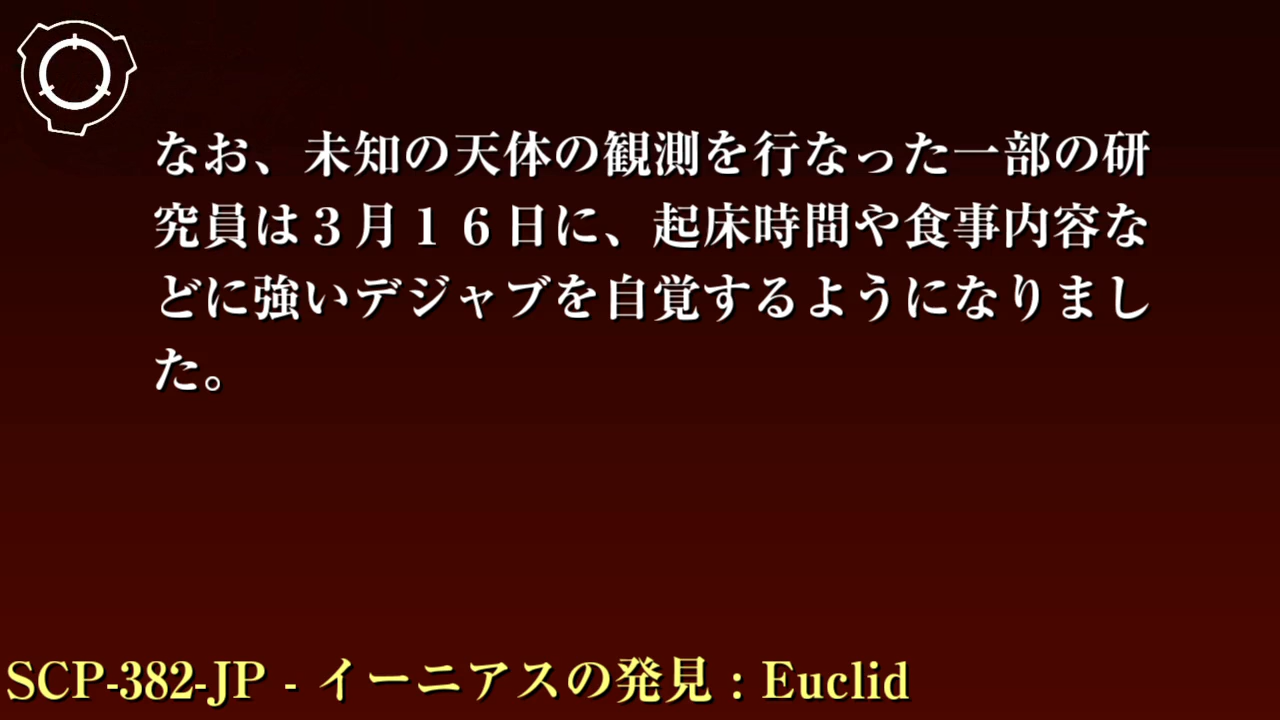 なお、未知の天体の観測を行なった一部の研
究員は３月１６日に、起床時間や食事内容な
どに強いデジャブを自覚するようになりまし
た。
SCP-382-JP - イーニアスの発見 : Euclid